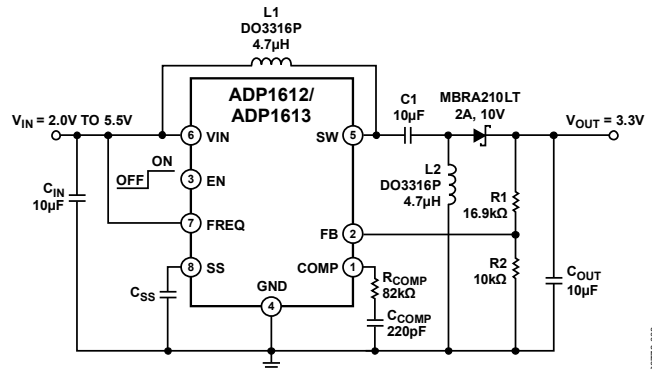 L1
DO3316P
4.7µH
ADP1612/
ADP1613
VIN = 2.0V TO 5.5V
6
VIN
SW
5
C1
10µF
MBRA210LT
2A, 10V
VOUT = 3.3V
ON
OFF
3
EN
CIN
10µF
7
FREQ
L2
DO3316P
4.7µH
R1
16.9kΩ
FB
2
8
SS
COMP
1
R2
10kΩ
CSS
GND
4
RCOMP
82kΩ
CCOMP
220pF
COUT
10µF